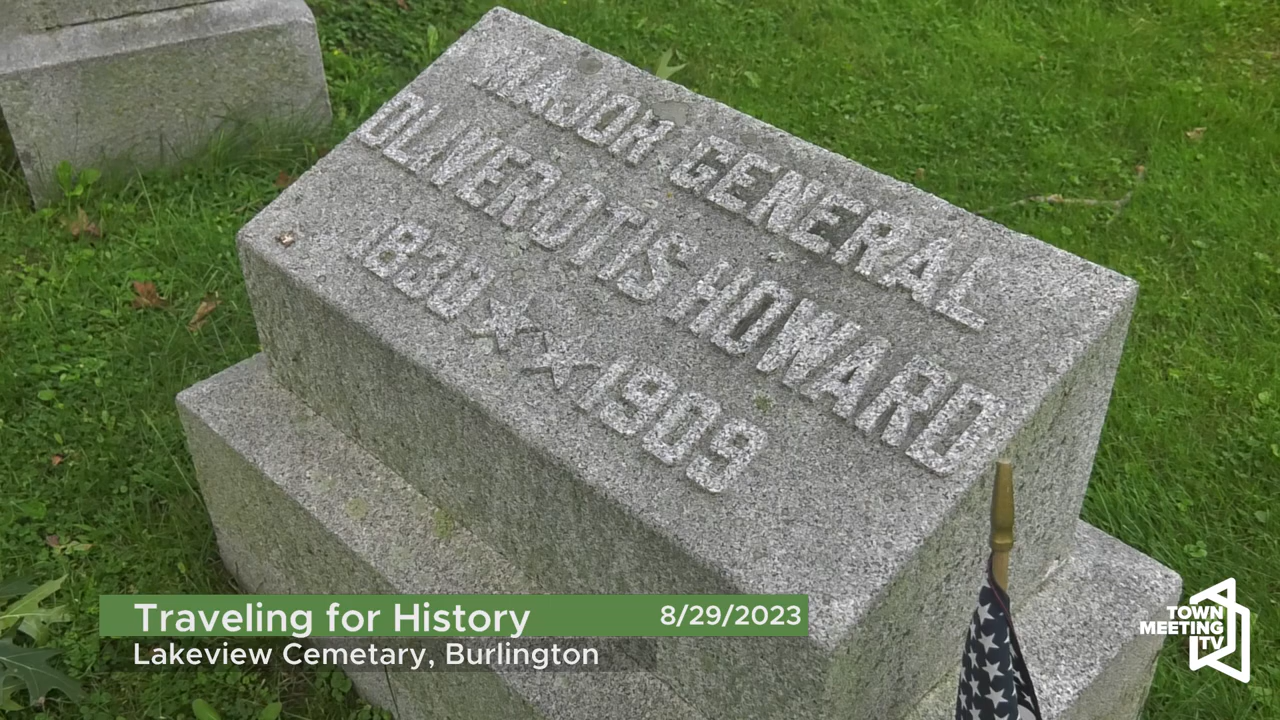 MAJOR GENERAL
OLIVER OTIS HOWARD
1830 ★ ★ 1909
Traveling for History 8/29/2023
Lakeview Cemetary, Burlington
TOWN
MEETING
TV